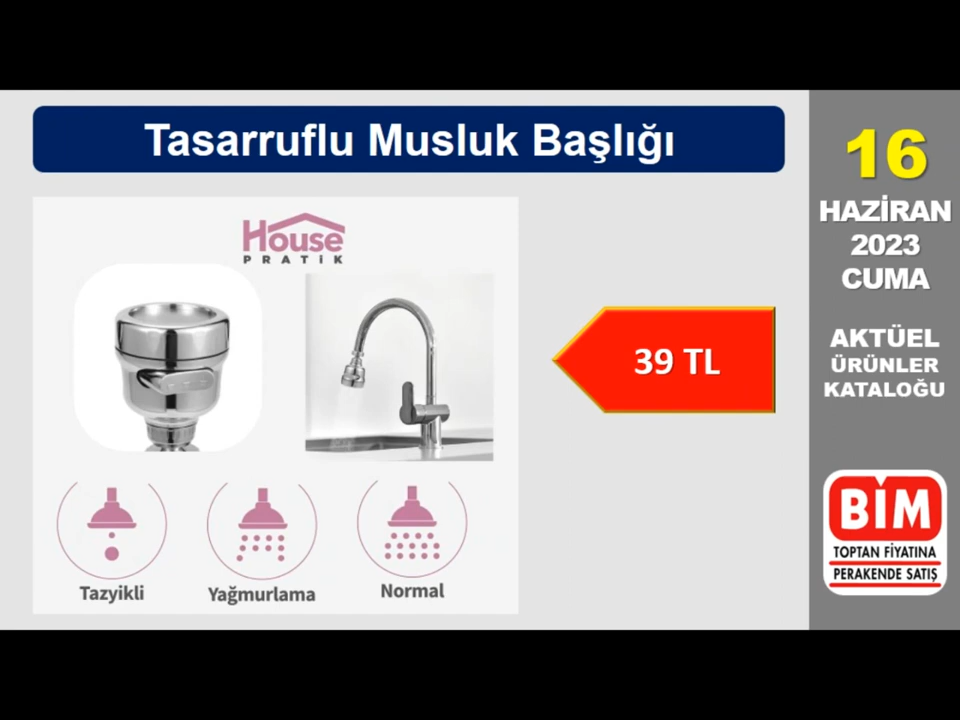 Tasarruflu Musluk Başlığı
House
PRATİK
Tazyikli
Yağmurlama
Normal
39 TL
16
HAZİRAN
2023
CUMA
AKTÜEL
ÜRÜNLER
KATALOĞU
BİM
TOPTAN FİYATINA
PERAKENDE SATIŞ